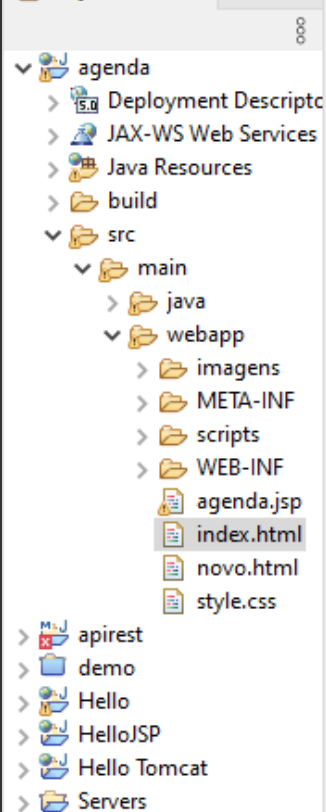 agenda
Deployment Descripto
JAX-WS Web Services
Java Resources
build
src
main
java
webapp
imagens
META-INF
scripts
WEB-INF
agenda.jsp
index.html
novo.html
style.css
apirest
demo
Hello
HelloJSP
Hello Tomcat
Servers